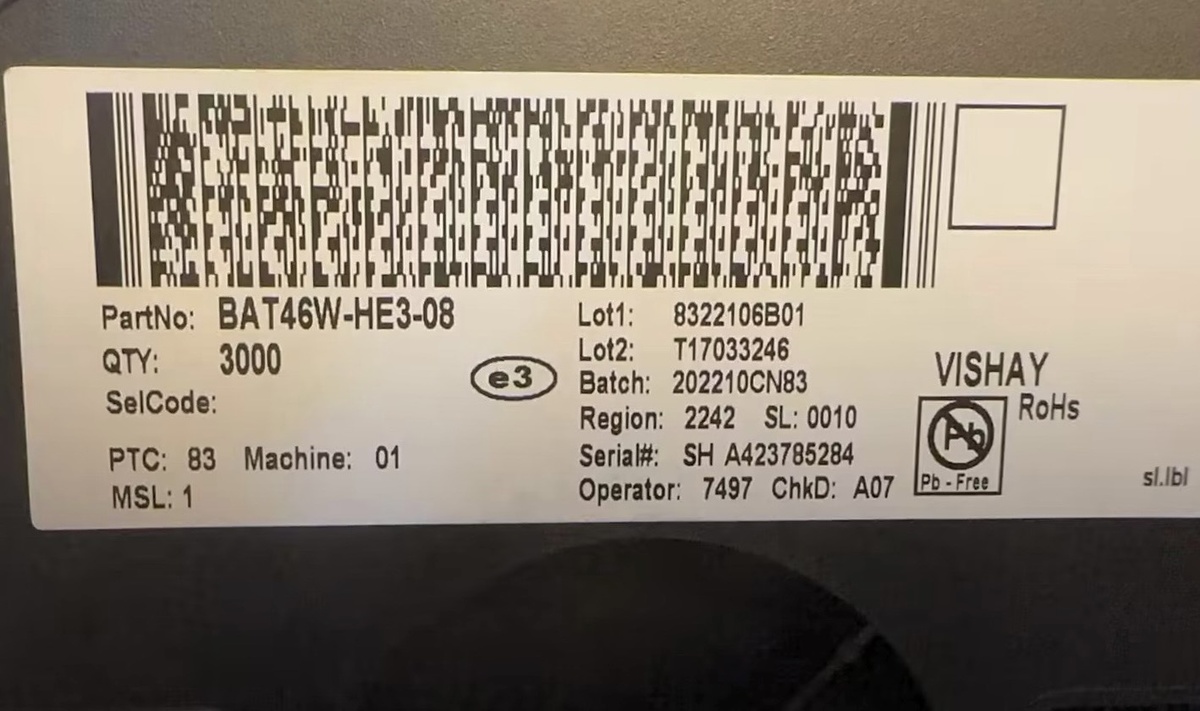 PartNo: BAT46W-HE3-08
QTY: 3000
SelCode:
PTC: 83 Machine: 01
MSL: 1
e3
Lot1: 8322106B01
Lot2: T17033246
Batch: 202210CN83
Region: 2242 SL: 0010
Serial#: SH A423785284
Operator: 7497 ChkD: A07
VISHAY
RoHs
Pb
Pb - Free
sl.lbl